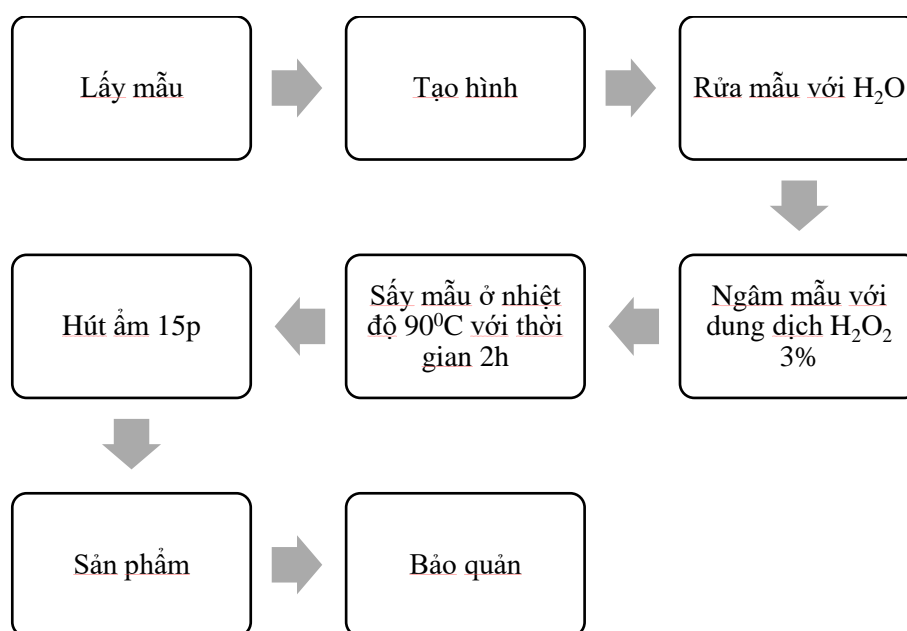 Lấy mẫu
Tạo hình
Rửa mẫu với H₂O
Ngâm mẫu với
dung dịch H₂O₂
3%
Sấy mẫu ở nhiệt
độ 90⁰C với thời
gian 2h
Hút ẩm 15p
Sản phẩm
Bảo quản